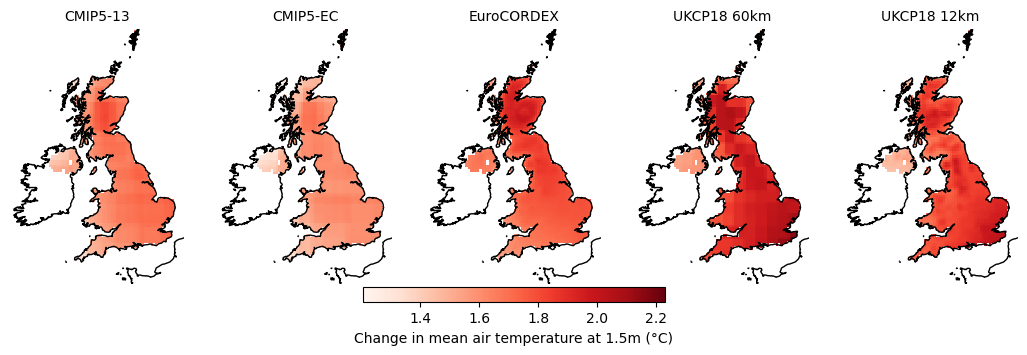 CMIP5-13 CMIP5-EC EuroCORDEX UKCP18 60km UKCP18 12km
1.4 1.6 1.8 2.0 2.2
Change in mean air temperature at 1.5m (°C)